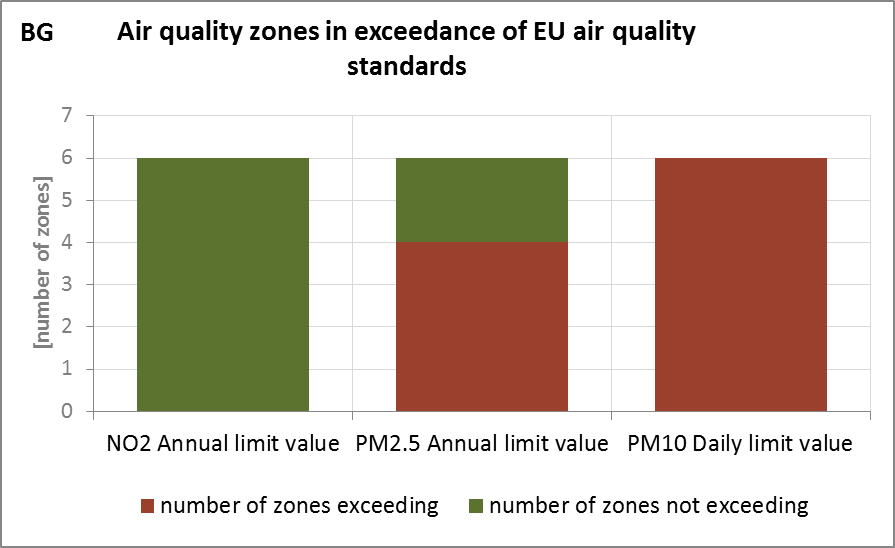 BG
Air quality zones in exceedance of EU air quality
standards
[number of zones]
7
6
5
4
3
2
1
0
NO2 Annual limit value PM2.5 Annual limit value PM10 Daily limit value
number of zones exceeding number of zones not exceeding